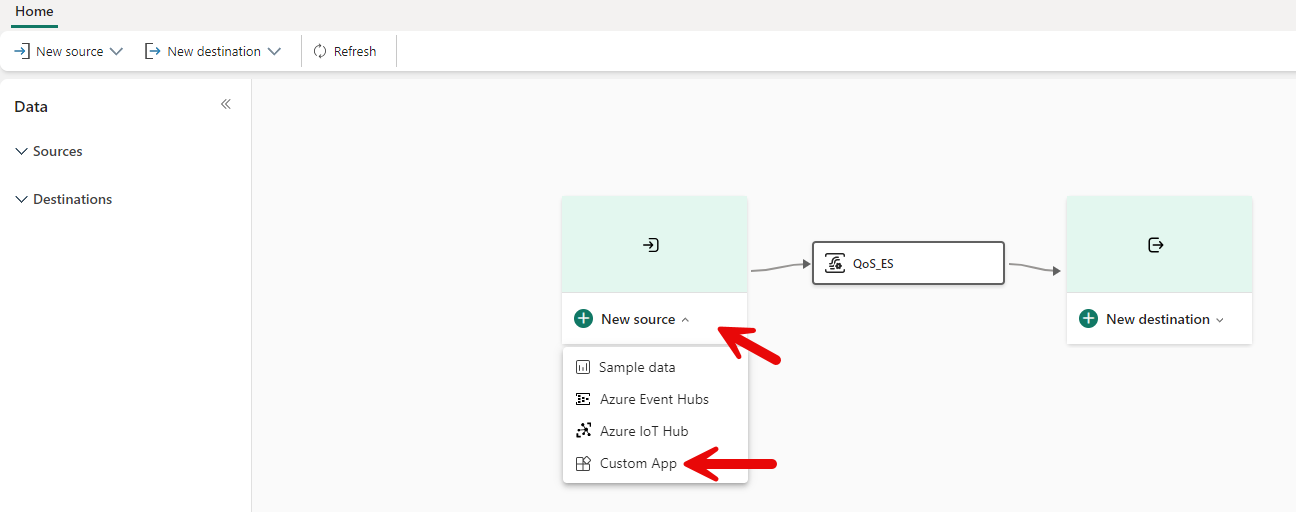 Home
New source
New destination
Refresh
Data
Sources
Destinations
QoS_ES
New source
New destination
Sample data
Azure Event Hubs
Azure IoT Hub
Custom App